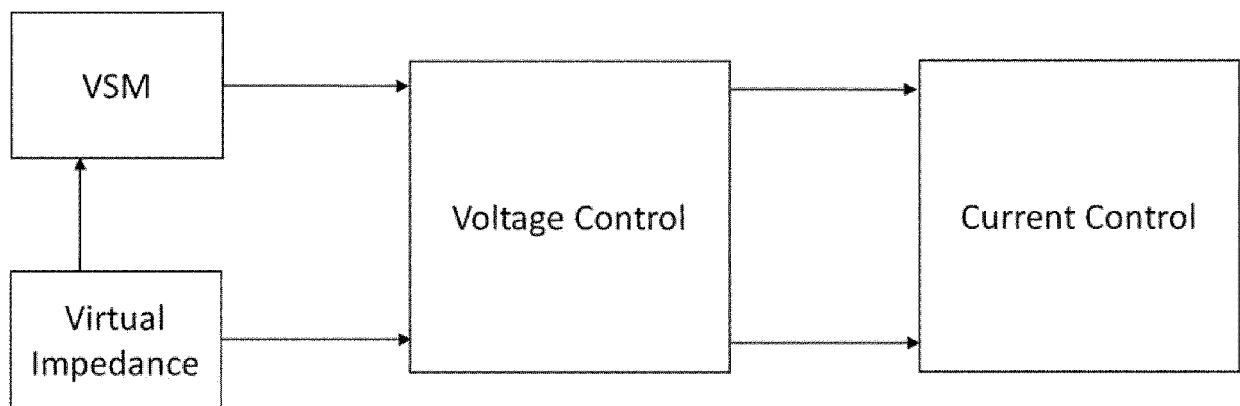 VSM
Voltage Control
Current Control
Virtual
Impedance